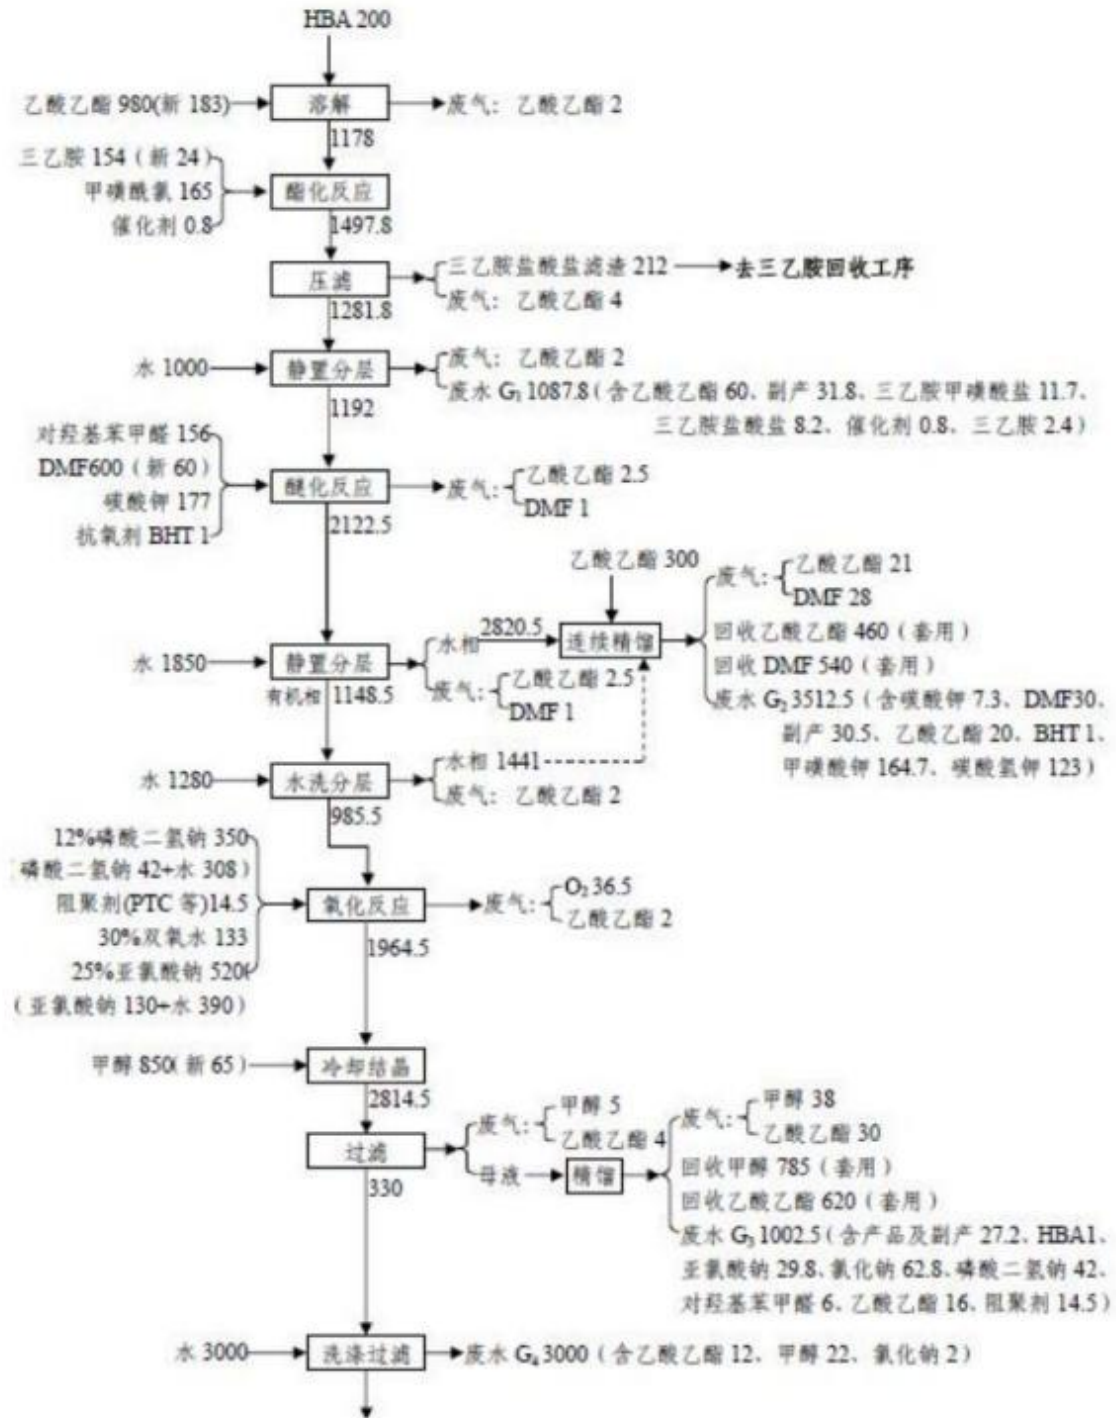 HBA 200
乙酸乙酯 980(新 183)
溶解
废气: 乙酸乙酯 2
1178
三乙胺 154 (新 24)
甲磺酰氯 165
催化剂 0.8
酯化反应
1497.8
压滤
三乙胺盐酸盐滤渣 212
去三乙胺回收工序
废气: 乙酸乙酯 4
1281.8
水 1000
静置分层
废气: 乙酸乙酯 2
废水 G₁ 1087.8 (含乙酸乙酯 60、副产 31.8、三乙胺甲磺酸盐 11.7、
三乙胺盐酸盐 8.2、催化剂 0.8、三乙胺 2.4)
1192
对羟基苯甲醛 156
DMF600 (新 60)
碳酸钾 177
抗氧剂 BHT 1
醚化反应
废气:
乙酸乙酯 2.5
DMF 1
2122.5
乙酸乙酯 300
水 1850
静置分层
水相
2820.5
连续精馏
废气:
乙酸乙酯 21
DMF 28
回收乙酸乙酯 460 (套用)
回收 DMF 540 (套用)
废水 G₂ 3512.5 (含碳酸钾 7.3、DMF30、
副产 30.5、乙酸乙酯 20、BHT 1、
甲磺酸钾 164.7、碳酸氢钾 123)
废气:
乙酸乙酯 2.5
DMF 1
有机相
1148.5
水 1280
水洗分层
水相 1441
废气: 乙酸乙酯 2
985.5
12%磷酸二氢钠 350
磷酸二氢钠 42+水 308)
阻聚剂(PTC 等)14.5
30%双氧水 133
25%亚氯酸钠 520
(亚氯酸钠 130+水 390)
氧化反应
废气:
O₂ 36.5
乙酸乙酯 2
1964.5
甲醇 850(新 65)
冷却结晶
2814.5
过滤
废气:
甲醇 5
乙酸乙酯 4
母液
精馏
废气:
甲醇 38
乙酸乙酯 30
回收甲醇 785 (套用)
回收乙酸乙酯 620 (套用)
废水 G₃ 1002.5 (含产品及副产 27.2、HBA1、
亚氯酸钠 29.8、氯化钠 62.8、磷酸二氢钠 42、
对羟基苯甲醛 6、乙酸乙酯 16、阻聚剂 14.5)
330
水 3000
洗涤过滤
废水 G₄ 3000 (含乙酸乙酯 12、甲醇 22、氯化钠 2)